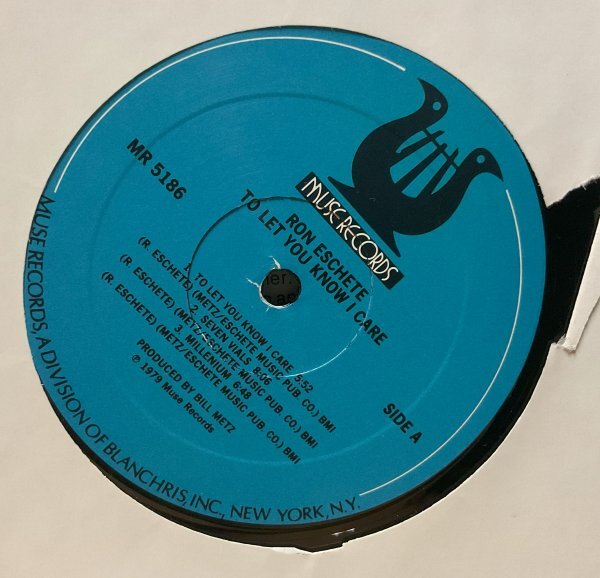 MUSE RECORDS
MR 5186
RON ESCHETE
TO LET YOU KNOW I CARE
SIDE A
1. TO LET YOU KNOW I CARE 5:52
(R. ESCHETE) (METZ/ESCHETE MUSIC PUB. CO.) BMI
2. SEVEN VIALS 8:06
(R. ESCHETE) (METZ/ESCHETE MUSIC PUB. CO.) BMI
3. MILLENIUM 6:48
(R. ESCHETE) (METZ/ESCHETE MUSIC PUB. CO.) BMI
PRODUCED BY BILL METZ
℗ 1979 Muse Records
MUSE RECORDS, A DIVISION OF BLANCHRIS, INC., NEW YORK, N.Y.